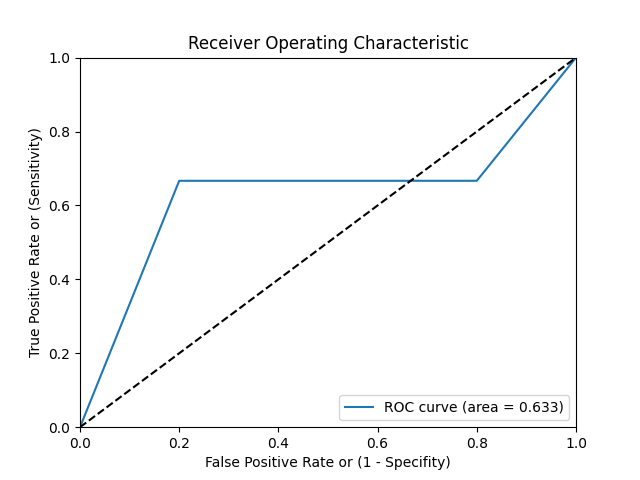 Receiver Operating Characteristic
1.0
0.8
0.6
0.4
0.2
0.0
True Positive Rate or (Sensitivity)
ROC curve (area = 0.633)
0.0 0.2 0.4 0.6 0.8 1.0
False Positive Rate or (1 - Specifity)